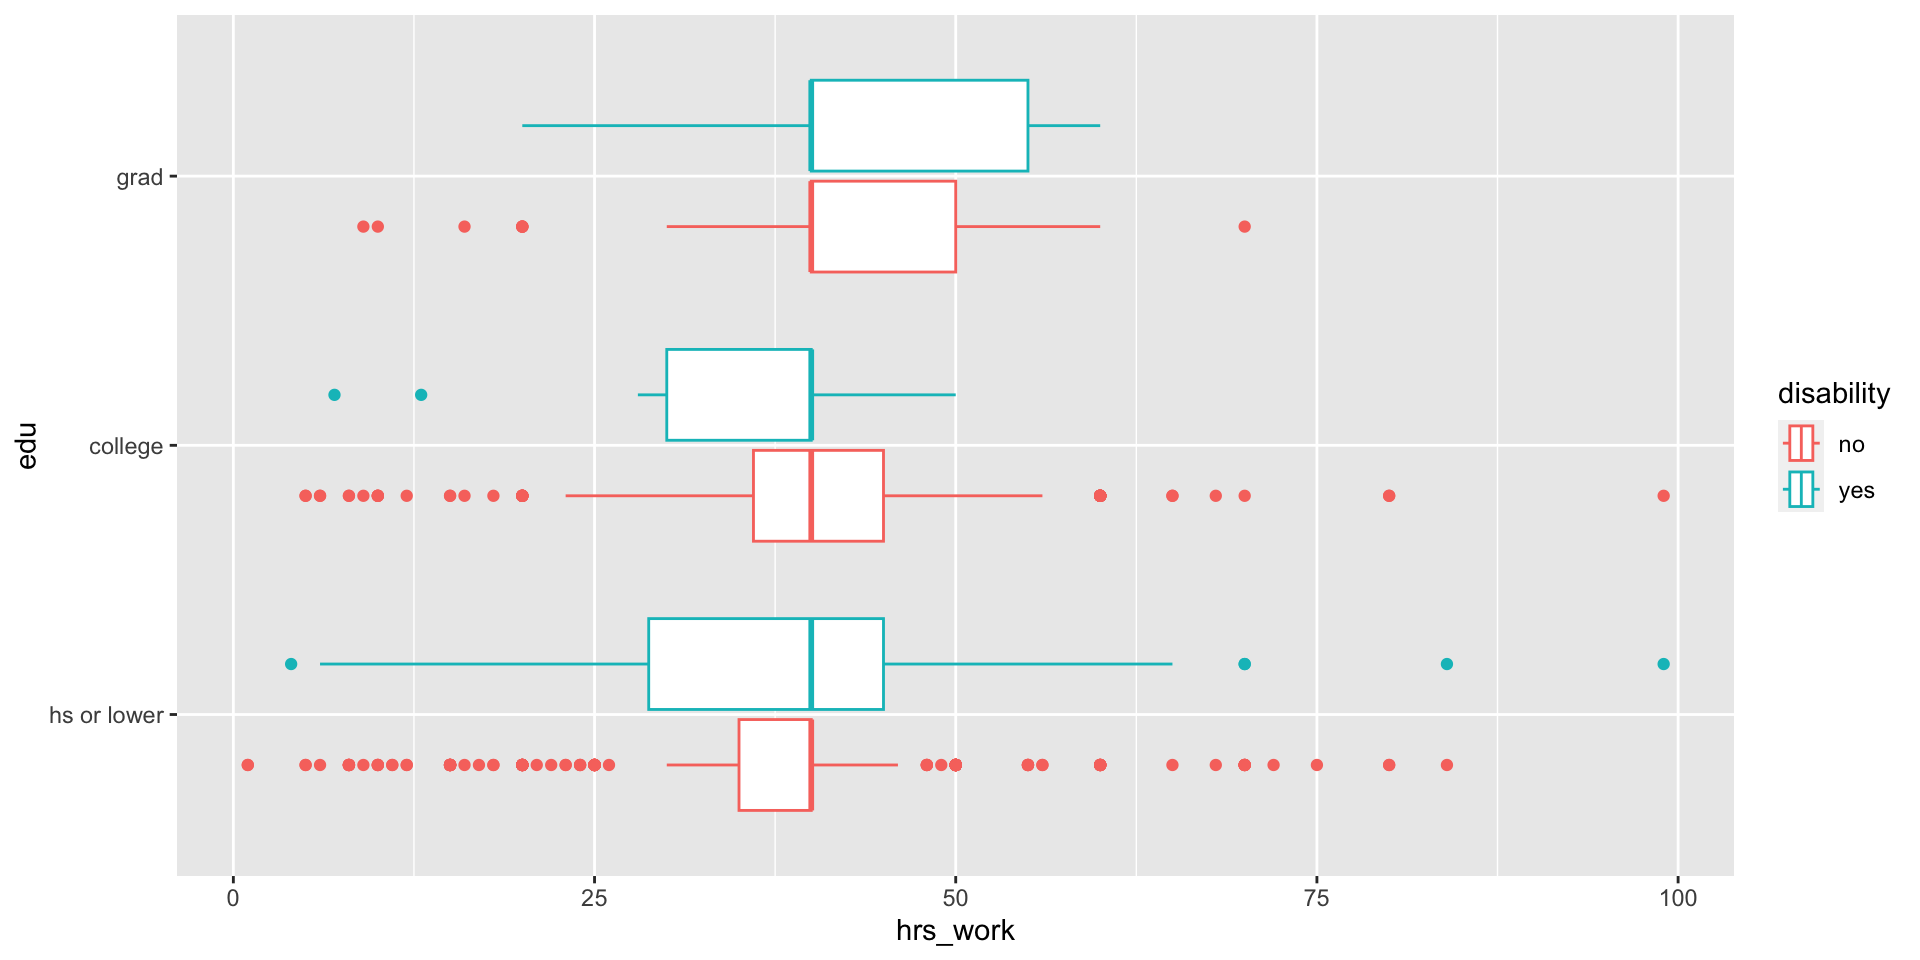 grad
college
hs or lower
edu
0 25 50 75 100
hrs_work
disability
no
yes